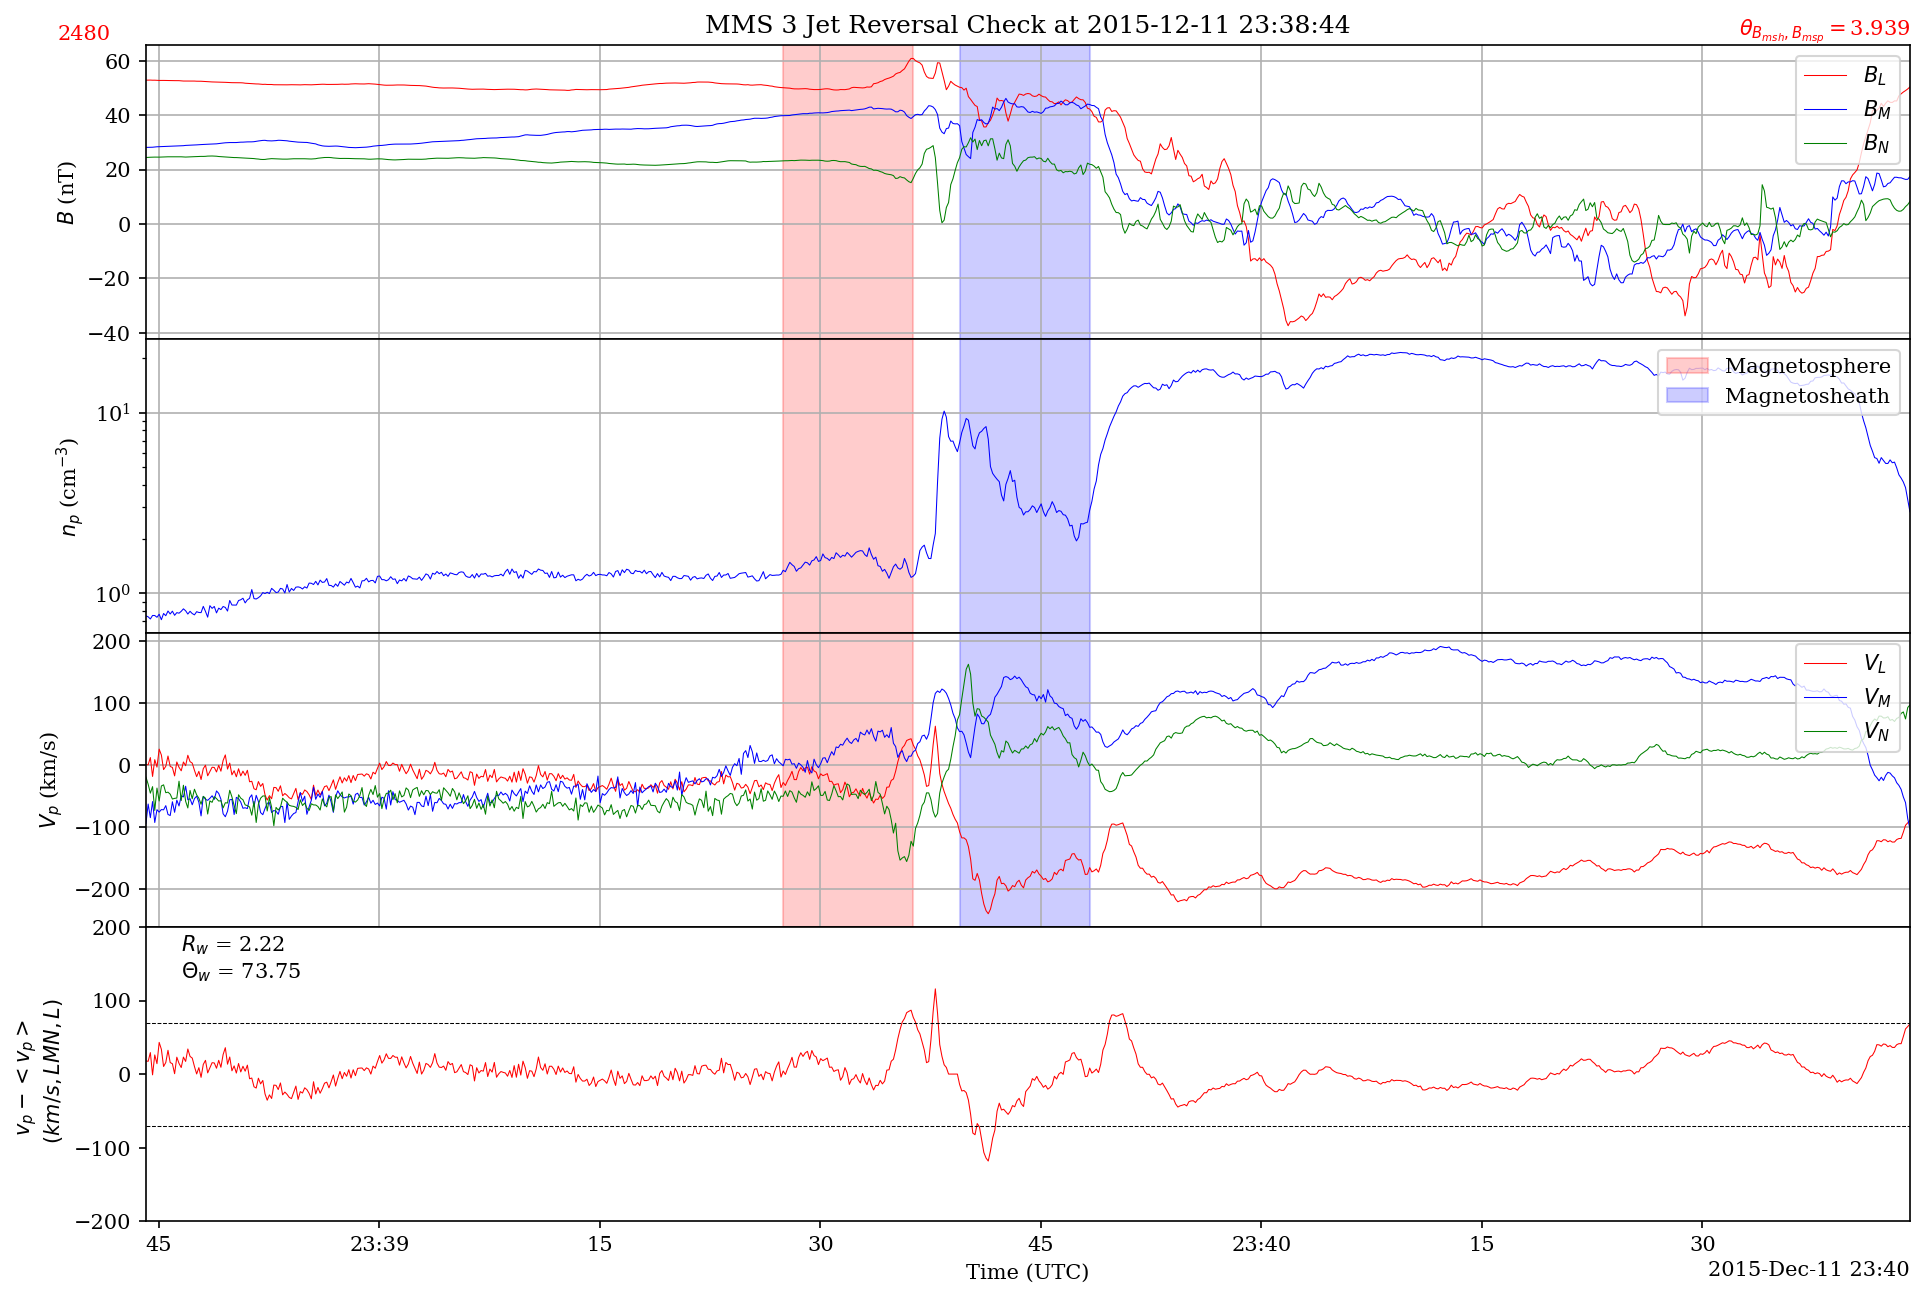 MMS 3 Jet Reversal Check at 2015-12-11 23:38:44
2480
θ_{B_{msh}, B_{msp}} = 3.939
60
40
20
0
−20
−40
B (nT)
B_L
B_M
B_N
10^1
10^0
n_p (cm^{−3})
Magnetosphere
Magnetosheath
200
100
0
−100
−200
V_p (km/s)
V_L
V_M
V_N
200
100
0
−100
−200
v_p − < v_p >
(km/s, LMN, L)
R_w = 2.22
Θ_w = 73.75
45
23:39
15
30
45
23:40
15
30
Time (UTC)
2015-Dec-11 23:40